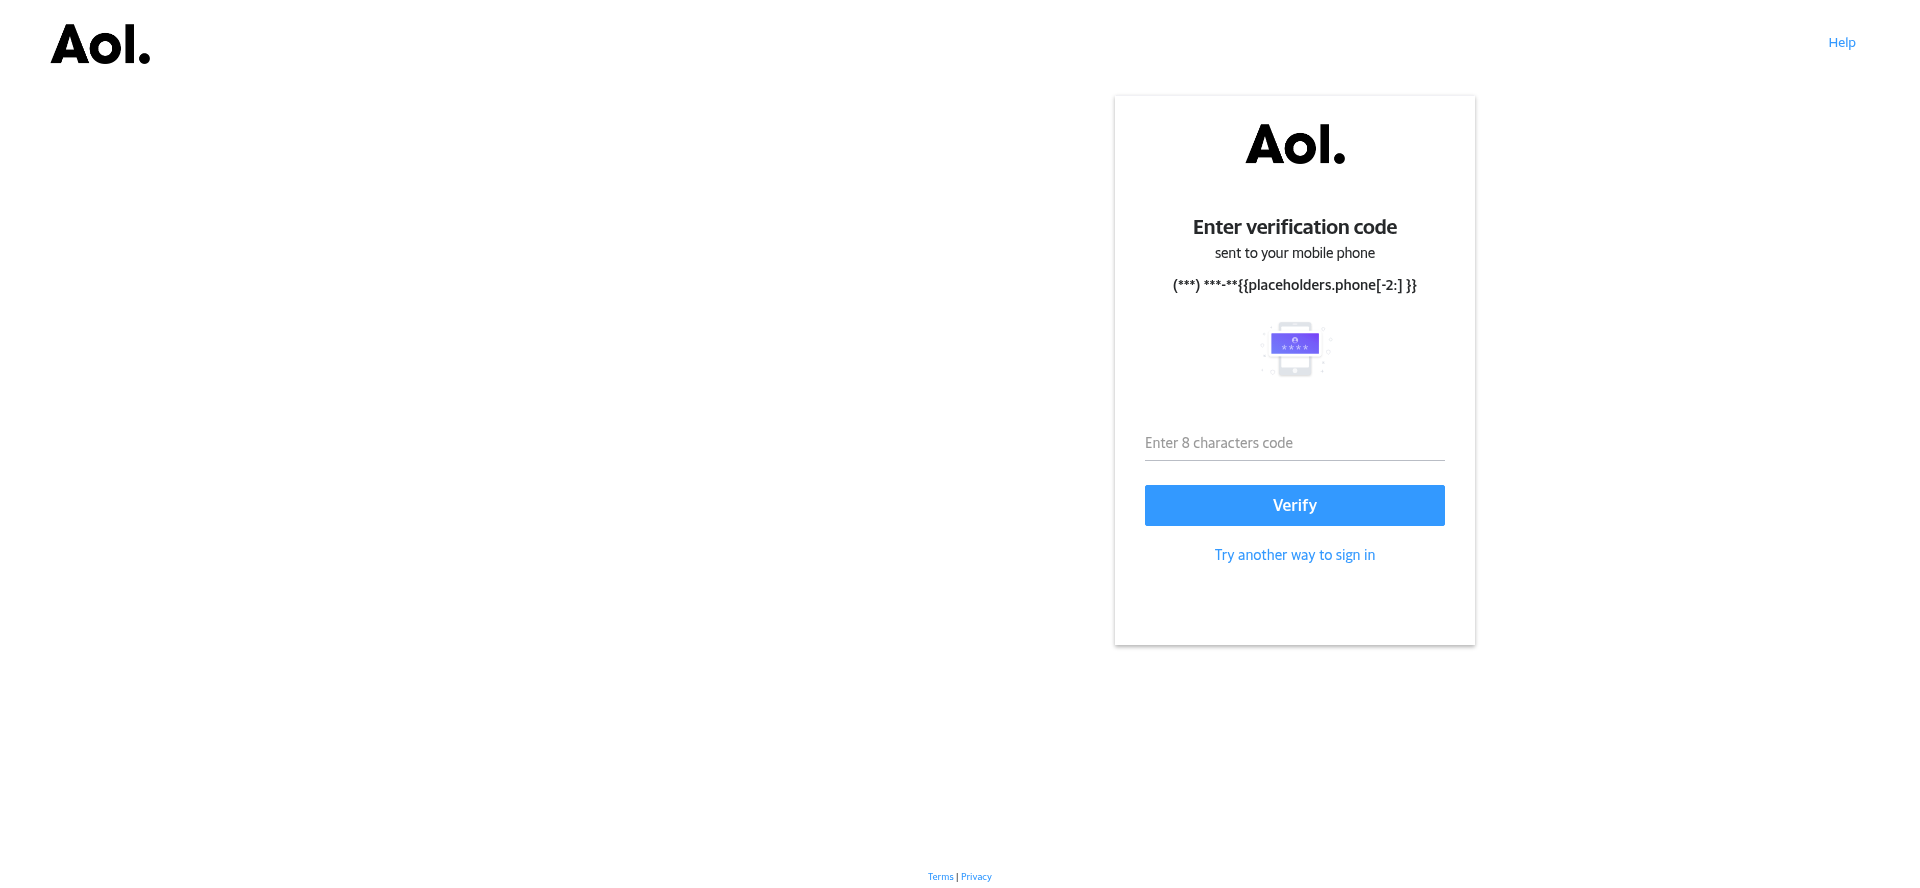 Aol.
Help
Aol.
Enter verification code
sent to your mobile phone
(***) ***-**{{placeholders.phone[-2:] }}
****
Enter 8 characters code
Verify
Try another way to sign in
Terms | Privacy